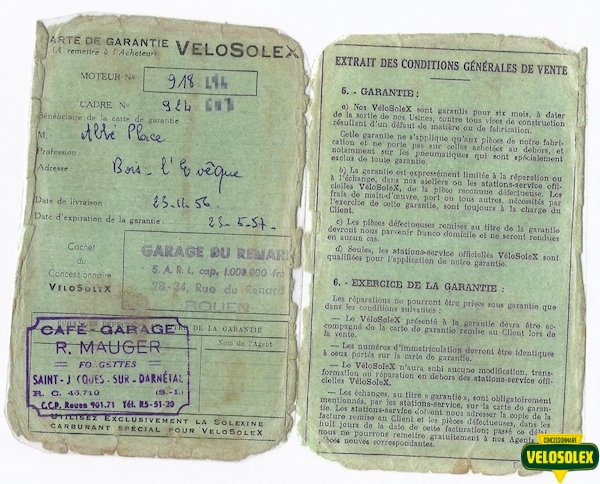 ARTE DE GARANTIE VELOSOLEX
(A remettre à l'Acheteur)
MOTEUR No 918
CADRE No 924
Bénéficiaire de la carte de garantie
M. Abbé Place
Profession
Adresse : Bois-l'Evêque
Date de livraison 23-11-56
Date d'expiration de la garantie : 23-5-57.
Cachet
du
Concessionnaire
VELOSOLEX
GARAGE DU RENAR
S.A.R.L. cap. 1.000.000 fr
28-34, Rue du Renard
ROUEN
DE LA GARANTIE
Nom de l'Agent
CAFÉ-GARAGE
R. MAUGER
SAINT-J CQUES-SUR-DARNÉTAL
R. C. 46.710 (S.-I.)
C.C.P. Rouen 901.71 Tél. R5-51-20
UTILISEZ EXCLUSIVEMENT LA SOLEXINE
CARBURANT SPÉCIAL POUR VELOSOLEX
EXTRAIT DES CONDITIONS GÉNÉRALES DE VENTE
5. - GARANTIE :
a) Nos VéloSoleX sont garantis pour six mois, à dater
de la sortie de nos Usines, contre tous vices de construction
résultant d'un défaut de matière ou de fabrication.
Cette garantie ne s'applique qu'aux pièces de notre fabri-
cation et ne porte pas sur celles achetées au dehors, et
notamment sur les pneumatiques qui sont spécialement
exclus de toute garantie.
b) La garantie est expressément limitée à la réparation ou
à l'échange, dans nos ateliers ou les stations-service offi-
cielles VéloSoleX, de la pièce reconnue défectueuse. Les
frais de main-d'œuvre, port ou tous autres, nécessités par
l'exercice de cette garantie, sont toujours à la charge du
Client.
c) Les pièces défectueuses remises au titre de la garantie
devront nous parvenir franco domicile et ne seront rendues
en aucun cas.
d) Seules, les stations-service officielles VéloSoleX sont
qualifiées pour l'application de notre garantie.
6. - EXERCICE DE LA GARANTIE :
Les réparations ne pourront être prises sous garantie que
dans les conditions suivantes :
— Le VéloSoleX présenté à la garantie devra être ac-
compagné de la carte de garantie remise au Client lors de
la vente.
— Les numéros d'immatriculation devront être identiques
à ceux portés sur la carte de garantie.
— Le VéloSoleX n'aura subi aucune modification, trans-
formation ou réparation en dehors des stations-service offi-
cielles VéloSoleX.
— Les échanges, au titre « garantie », sont obligatoirement
mentionnés, par les stations-service, sur la carte de garan-
tie. Les stations-service doivent nous adresser la copie de la
facture remise au Client et les pièces défectueuses, dans les
huit jours de la date de cette facturation; passé ce délai
nous ne pourrons remettre gratuitement à nos Agents
pièces neuves correspondantes.
CONCESSIONNAIRE
VELOSOLEX